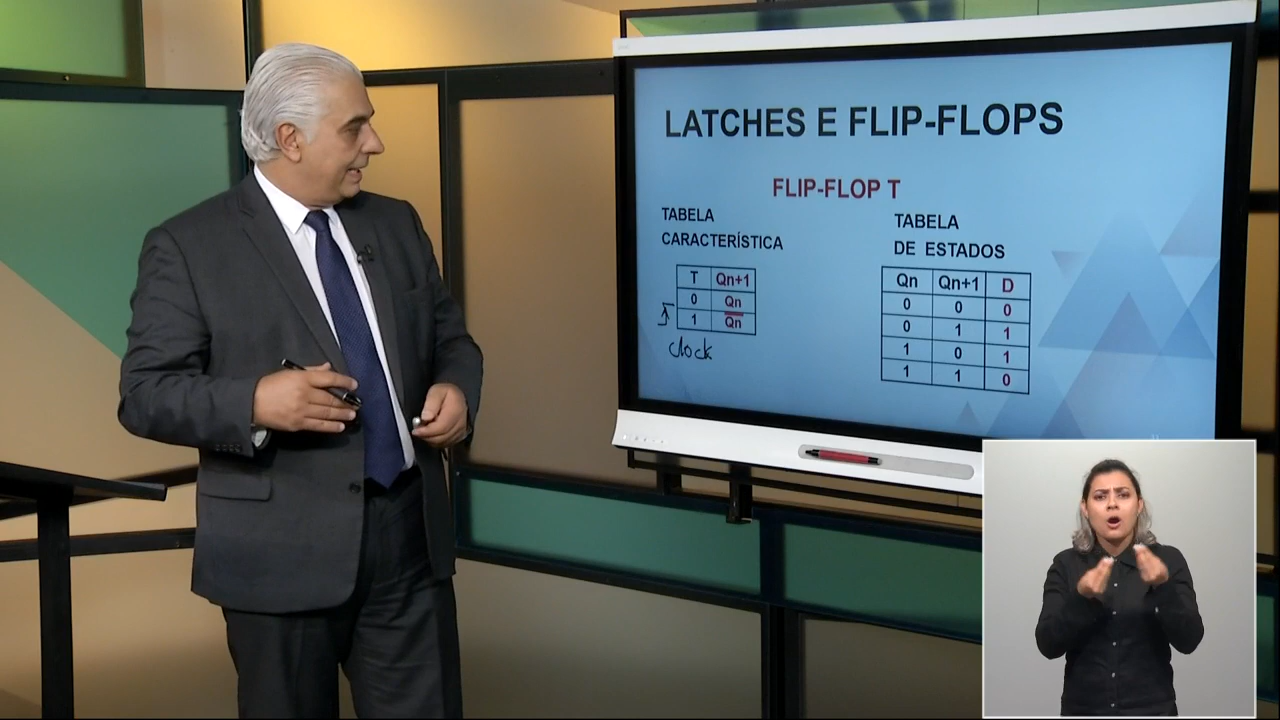 LATCHES E FLIP-FLOPS
FLIP-FLOP T
TABELA
CARACTERÍSTICA
T Qn+1
0 Qn
1 Q̅n̅
clock
TABELA
DE ESTADOS
Qn Qn+1 D
0 0 0
0 1 1
1 0 1
1 1 0